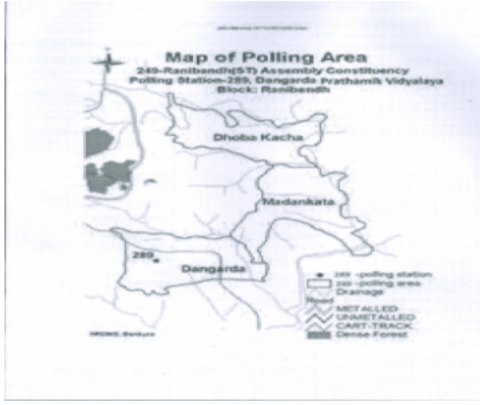 Map of Polling Area
249-Ranibandh(ST) Assembly Constituency
Polling Station-289, Dangarda Prathamik Vidyalaya
Block: Ranibandh
Dhoba Kacha
Madankata
289
Dangarda
289 -polling station
289 -polling area
Drainage
Road
METALLED
UNMETALLED
CART-TRACK
Dense Forest